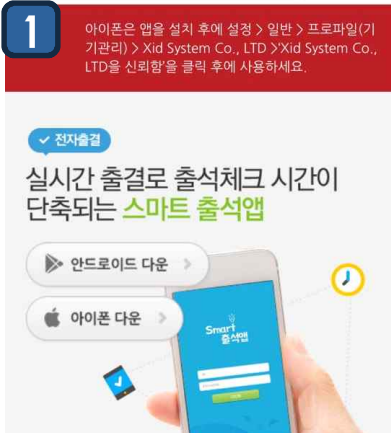 1
아이폰은 앱을 설치 후에 설정 > 일반 > 프로파일(기
기관리) > Xid System Co., LTD >'Xid System Co.,
LTD을 신뢰함'을 클릭 후에 사용하세요.
전자출결
실시간 출결로 출석체크 시간이
단축되는 스마트 출석앱
안드로이드 다운 >
아이폰 다운 >
Smart
출석앱